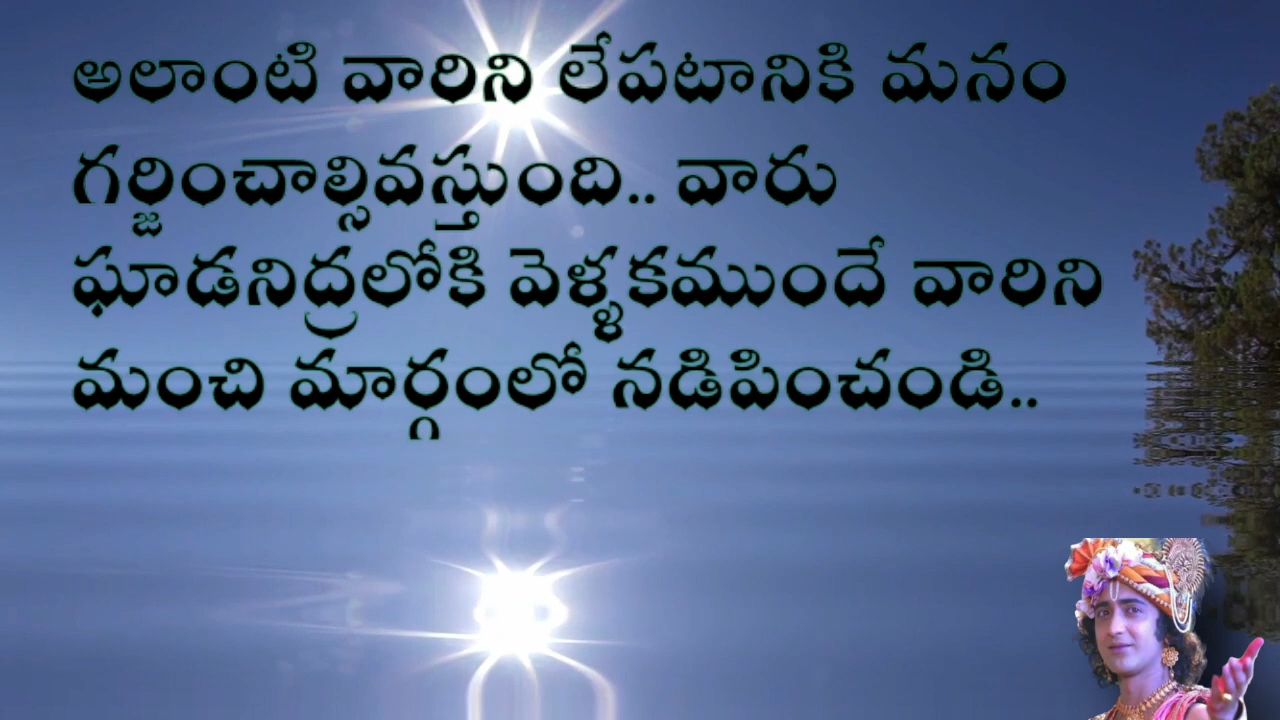 అలాంటి వారిని లేపటానికి మనం
గర్జించాల్సివస్తుంది.. వారు
ఘాడనిద్రలోకి వెళ్ళకముందే వారిని
మంచి మార్గంలో నడిపించండి..